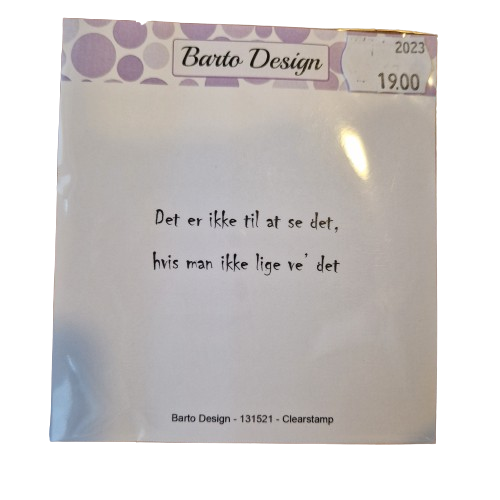 Barto Design
2023
19.00
Det er ikke til at se det,
hvis man ikke lige ve' det
Barto Design - 131521 - Clearstamp